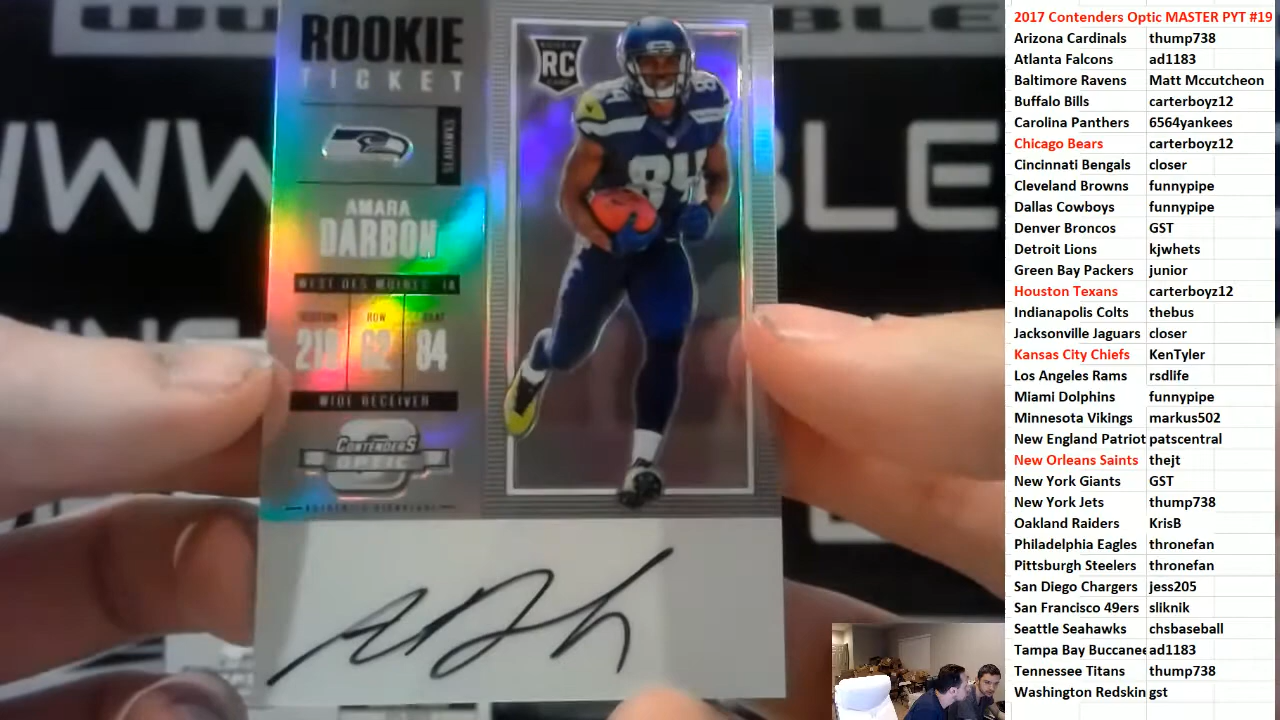 ROOKIE
TICKET
RC
SEAHAWKS
AMARA
DARBOH
WEST DES MOINES, IA
ROW
84
WIDE RECEIVER
CONTENDERS
OPTIC
84
2017 Contenders Optic MASTER PYT #19
Arizona Cardinals thump738
Atlanta Falcons ad1183
Baltimore Ravens Matt Mccutcheon
Buffalo Bills carterboyz12
Carolina Panthers 6564yankees
Chicago Bears carterboyz12
Cincinnati Bengals closer
Cleveland Browns funnypipe
Dallas Cowboys funnypipe
Denver Broncos GST
Detroit Lions kjwhets
Green Bay Packers junior
Houston Texans carterboyz12
Indianapolis Colts thebus
Jacksonville Jaguars closer
Kansas City Chiefs KenTyler
Los Angeles Rams rsdlife
Miami Dolphins funnypipe
Minnesota Vikings markus502
New England Patriot patscentral
New Orleans Saints thejt
New York Giants GST
New York Jets thump738
Oakland Raiders KrisB
Philadelphia Eagles thronefan
Pittsburgh Steelers thronefan
San Diego Chargers jess205
San Francisco 49ers sliknik
Seattle Seahawks chsbaseball
Tampa Bay Buccanee ad1183
Tennessee Titans thump738
Washington Redskin gst